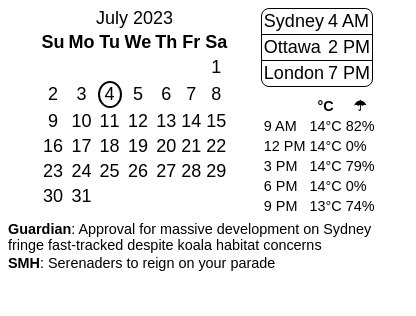 July 2023
Su Mo Tu We Th Fr Sa
1
2 3 4 5 6 7 8
9 10 11 12 13 14 15
16 17 18 19 20 21 22
23 24 25 26 27 28 29
30 31
Sydney 4 AM
Ottawa 2 PM
London 7 PM
°C ☂
9 AM 14°C 82%
12 PM 14°C 0%
3 PM 14°C 79%
6 PM 14°C 0%
9 PM 13°C 74%
Guardian: Approval for massive development on Sydney
fringe fast-tracked despite koala habitat concerns
SMH: Serenaders to reign on your parade